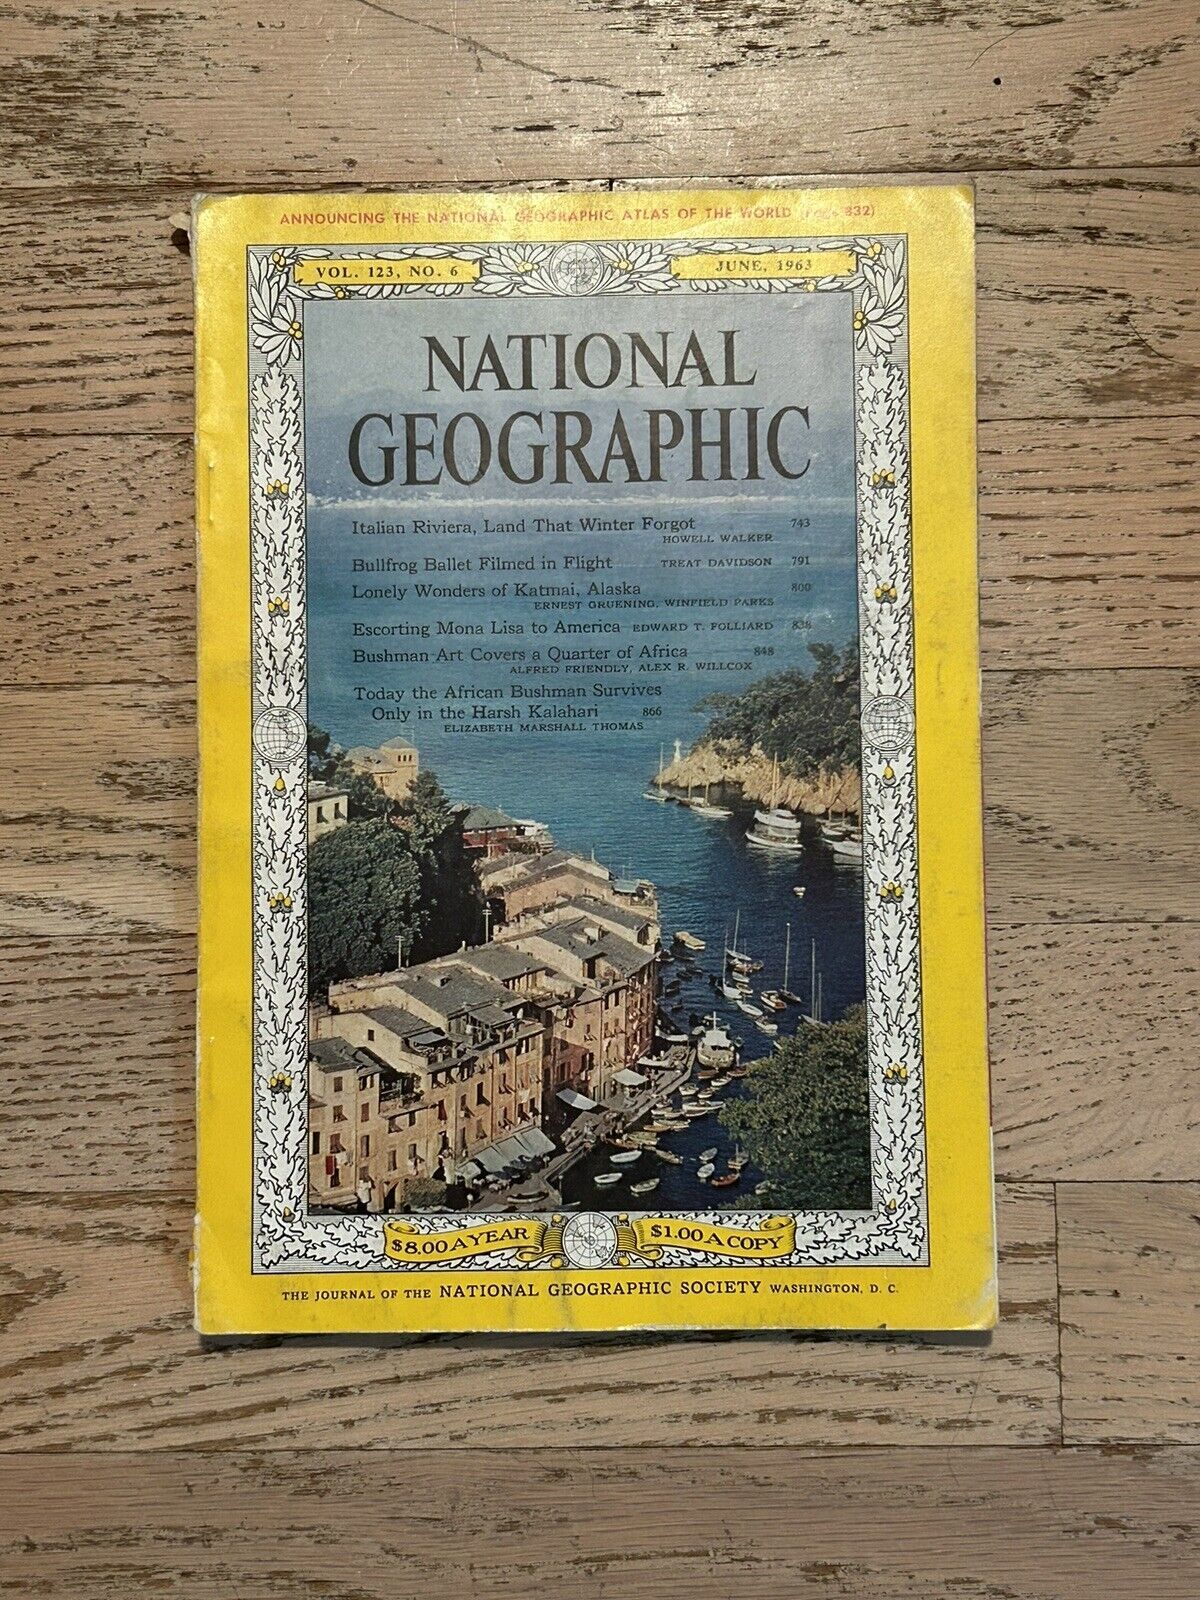 ANNOUNCING THE NATIONAL GEOGRAPHIC ATLAS OF THE WORLD (Page 832)
VOL. 123, NO. 6 JUNE, 1963
NATIONAL
GEOGRAPHIC
Italian Riviera, Land That Winter Forgot 743
HOWELL WALKER
Bullfrog Ballet Filmed in Flight TREAT DAVIDSON 791
Lonely Wonders of Katmai, Alaska 800
ERNEST GRUENING, WINFIELD PARKS
Escorting Mona Lisa to America EDWARD T. FOLLIARD 838
Bushman Art Covers a Quarter of Africa 848
ALFRED FRIENDLY, ALEX R. WILLCOX
Today the African Bushman Survives
Only in the Harsh Kalahari 866
ELIZABETH MARSHALL THOMAS
$8.00 A YEAR $1.00 A COPY
THE JOURNAL OF THE NATIONAL GEOGRAPHIC SOCIETY WASHINGTON, D. C.